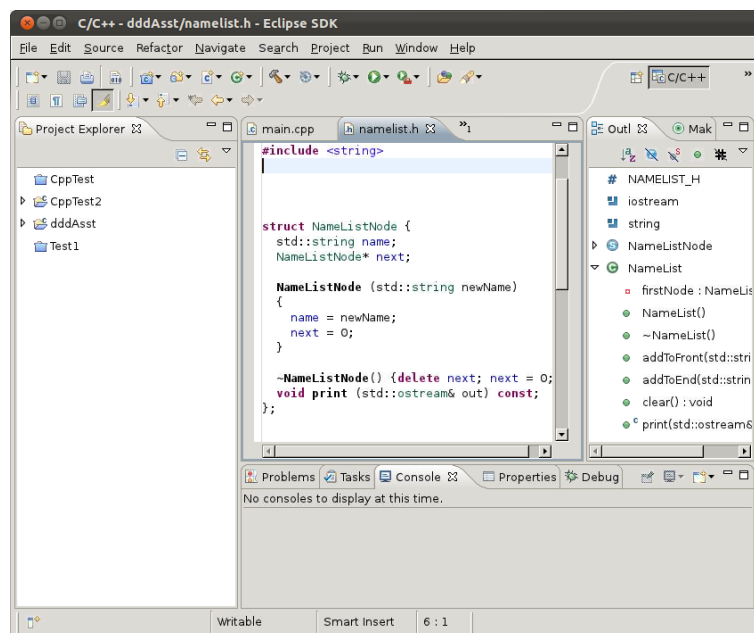 C/C++ - dddAsst/namelist.h - Eclipse SDK
File Edit Source Refactor Navigate Search Project Run Window Help
C/C++ »
Project Explorer
CppTest
CppTest2
dddAsst
Test1
main.cpp namelist.h »1
#include <string>
struct NameListNode {
std::string name;
NameListNode* next;
NameListNode (std::string newName)
{
name = newName;
next = 0;
}
~NameListNode() {delete next; next = 0;
void print (std::ostream& out) const;
};
Outl Mak
NAMELIST_H
iostream
string
NameListNode
NameList
firstNode : NameLis
NameList()
~NameList()
addToFront(std::stri
addToEnd(std::strin
clear() : void
print(std::ostream&
Problems Tasks Console Properties Debug
No consoles to display at this time.
Writable Smart Insert 6 : 1